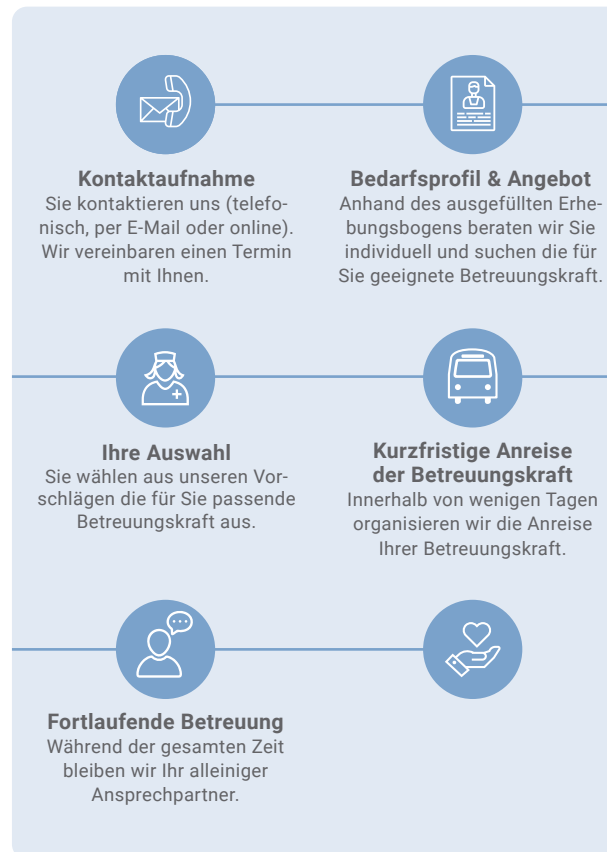 Kontaktaufnahme
Sie kontaktieren uns (telefo-
nisch, per E-Mail oder online).
Wir vereinbaren einen Termin
mit Ihnen.
Bedarfsprofil & Angebot
Anhand des ausgefüllten Erhe-
bungsbogens beraten wir Sie
individuell und suchen die für
Sie geeignete Betreuungskraft.
Ihre Auswahl
Sie wählen aus unseren Vor-
schlägen die für Sie passende
Betreuungskraft aus.
Kurzfristige Anreise
der Betreuungskraft
Innerhalb von wenigen Tagen
organisieren wir die Anreise
Ihrer Betreuungskraft.
Fortlaufende Betreuung
Während der gesamten Zeit
bleiben wir Ihr alleiniger
Ansprechpartner.